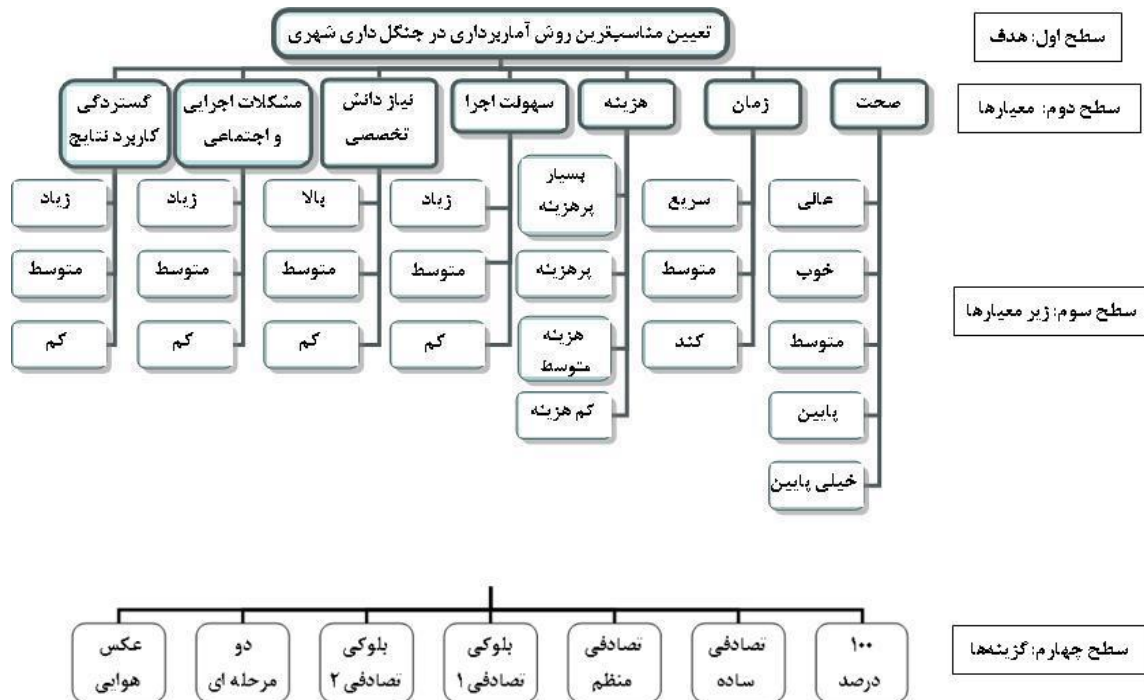 تعیین مناسب‌ترین روش آماربرداری در جنگل داری شهری
سطح اول: هدف
صحت
زمان
هزینه
سهولت اجرا
نیاز دانش
تخصصی
مشکلات اجرایی
و اجتماعی
گستردگی
کاربرد نتایج
سطح دوم: معیارها
عالی
خوب
متوسط
پایین
خیلی پایین
سریع
متوسط
کند
بسیار
پرهزینه
پرهزینه
هزینه
متوسط
کم هزینه
زیاد
متوسط
کم
بالا
متوسط
کم
زیاد
متوسط
کم
زیاد
متوسط
کم
سطح سوم: زیر معیارها
۱۰۰
درصد
تصادفی
ساده
تصادفی
منظم
بلوکی
تصادفی ۱
بلوکی
تصادفی ۲
دو
مرحله ای
عکس
هوایی
سطح چهارم: گزینه‌ها